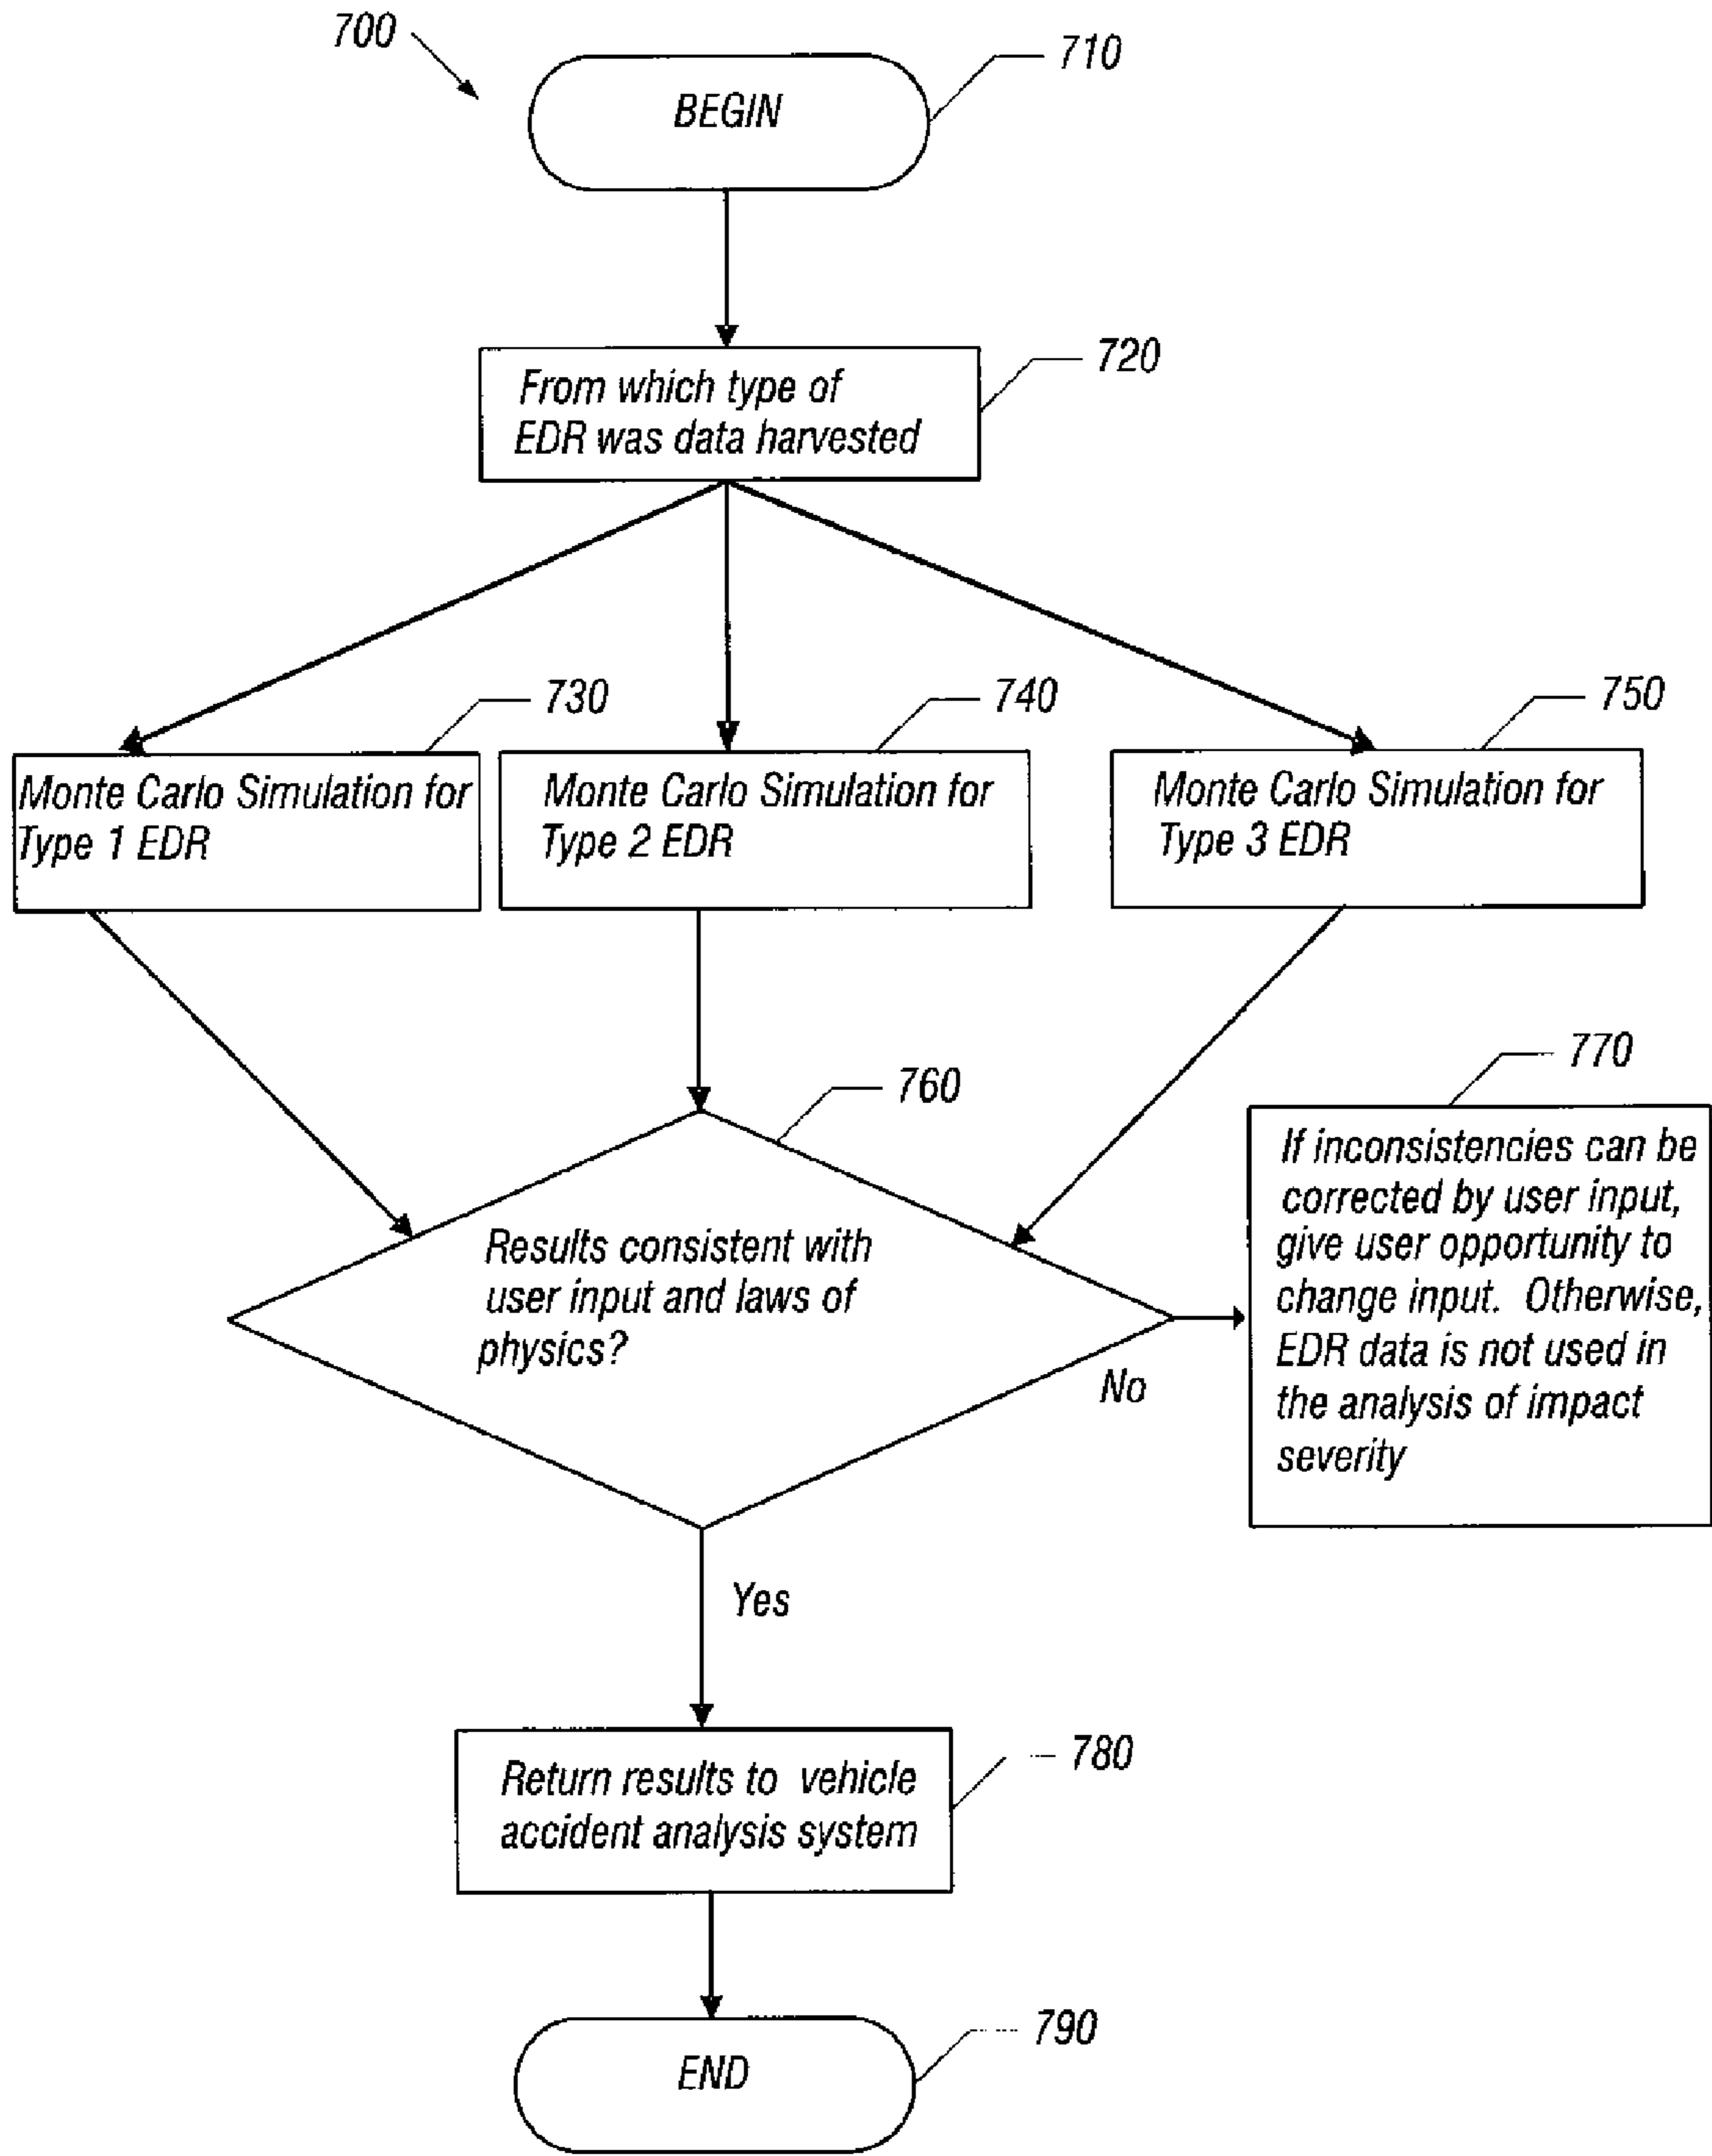 700
710
BEGIN
720
From which type of
EDR was data harvested
730
740
750
Monte Carlo Simulation for
Type 1 EDR
Monte Carlo Simulation for
Type 2 EDR
Monte Carlo Simulation for
Type 3 EDR
760
770
Results consistent with
user input and laws of
physics?
If inconsistencies can be
corrected by user input,
give user opportunity to
change input. Otherwise,
EDR data is not used in
the analysis of impact
severity
No
Yes
780
Return results to vehicle
accident analysis system
790
END